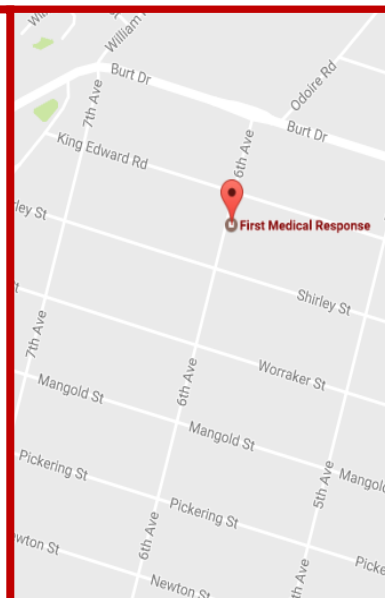 William
Burt Dr
Odoire Rd
7th Ave
6th Ave
Burt Dr
King Edward Rd
First Medical Response
Shirley St
7th Ave
Worraker St
6th Ave
Mangold St
Mangold St
5th Ave
Pickering St
Pickering St
6th Ave
Newton St